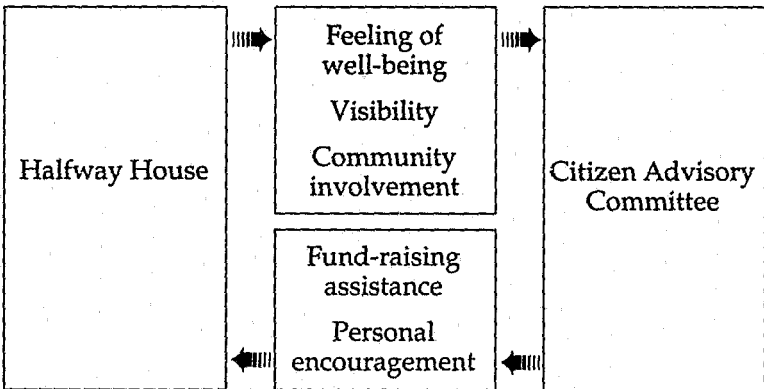 Halfway House
Feeling of
well-being
Visibility
Community
involvement
Citizen Advisory
Committee
Fund-raising
assistance
Personal
encouragement